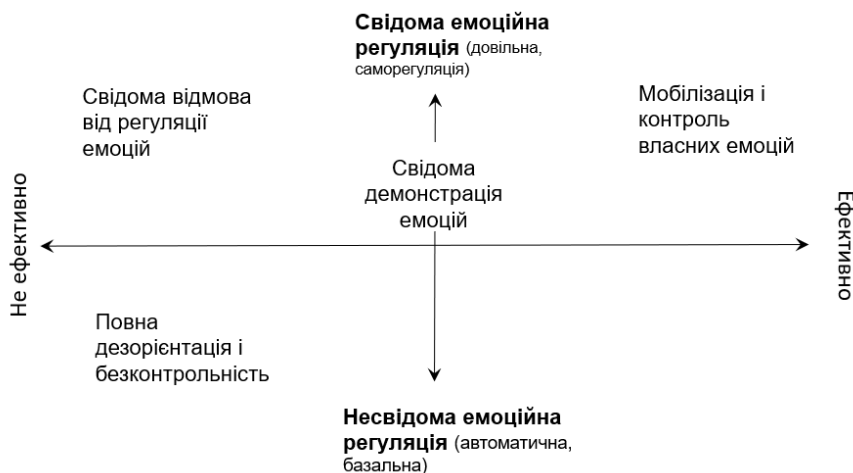 Свідома емоційна
регуляція (довільна,
саморегуляція)
Свідома відмова
від регуляції
емоцій
Мобілізація і
контроль
власних емоцій
Свідома
демонстрація
емоцій
Не ефективно
Ефективно
Повна
дезорієнтація і
безконтрольність
Несвідома емоційна
регуляція (автоматична,
базальна)